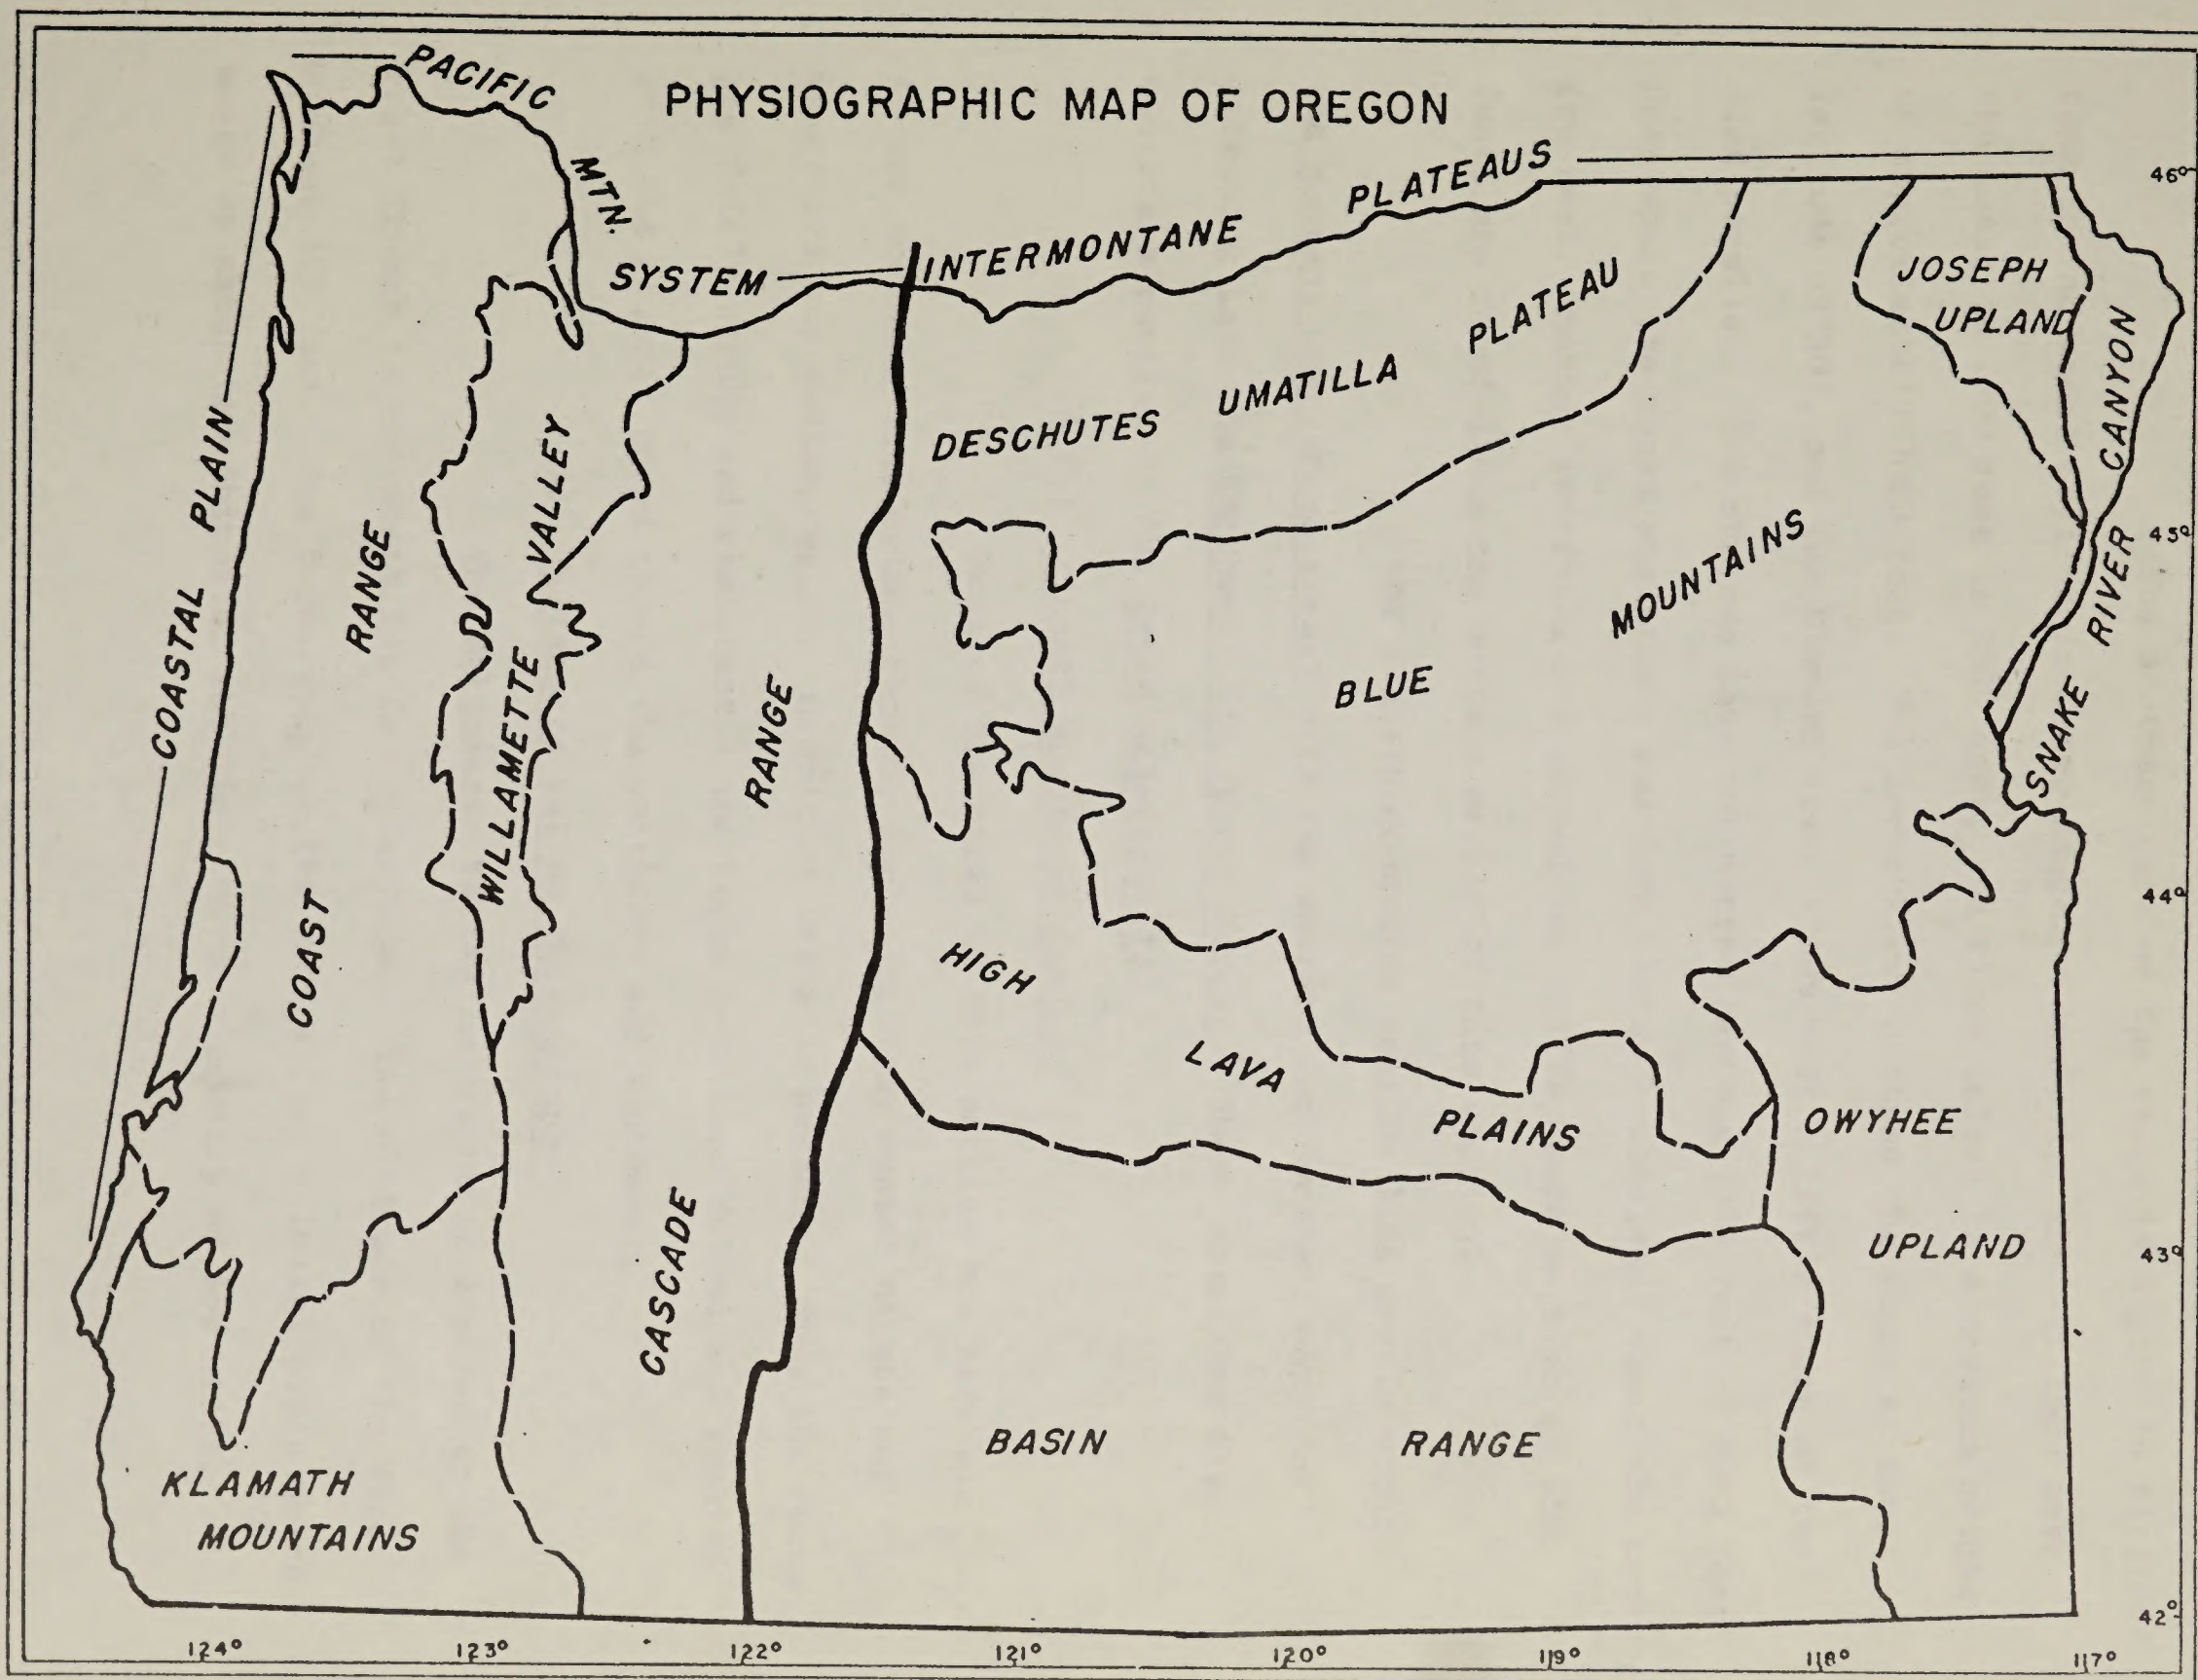 PHYSIOGRAPHIC MAP OF OREGON
PACIFIC MTN. SYSTEM
INTERMONTANE PLATEAUS
COASTAL PLAIN
COAST RANGE
WILLAMETTE VALLEY
CASCADE RANGE
KLAMATH
MOUNTAINS
DESCHUTES UMATILLA PLATEAU
JOSEPH
UPLAND
SNAKE RIVER CANYON
BLUE MOUNTAINS
HIGH LAVA PLAINS
OWYHEE
UPLAND
BASIN RANGE
46°
45°
44°
43°
42°
124° 123° 122° 121° 120° 119° 118° 117°